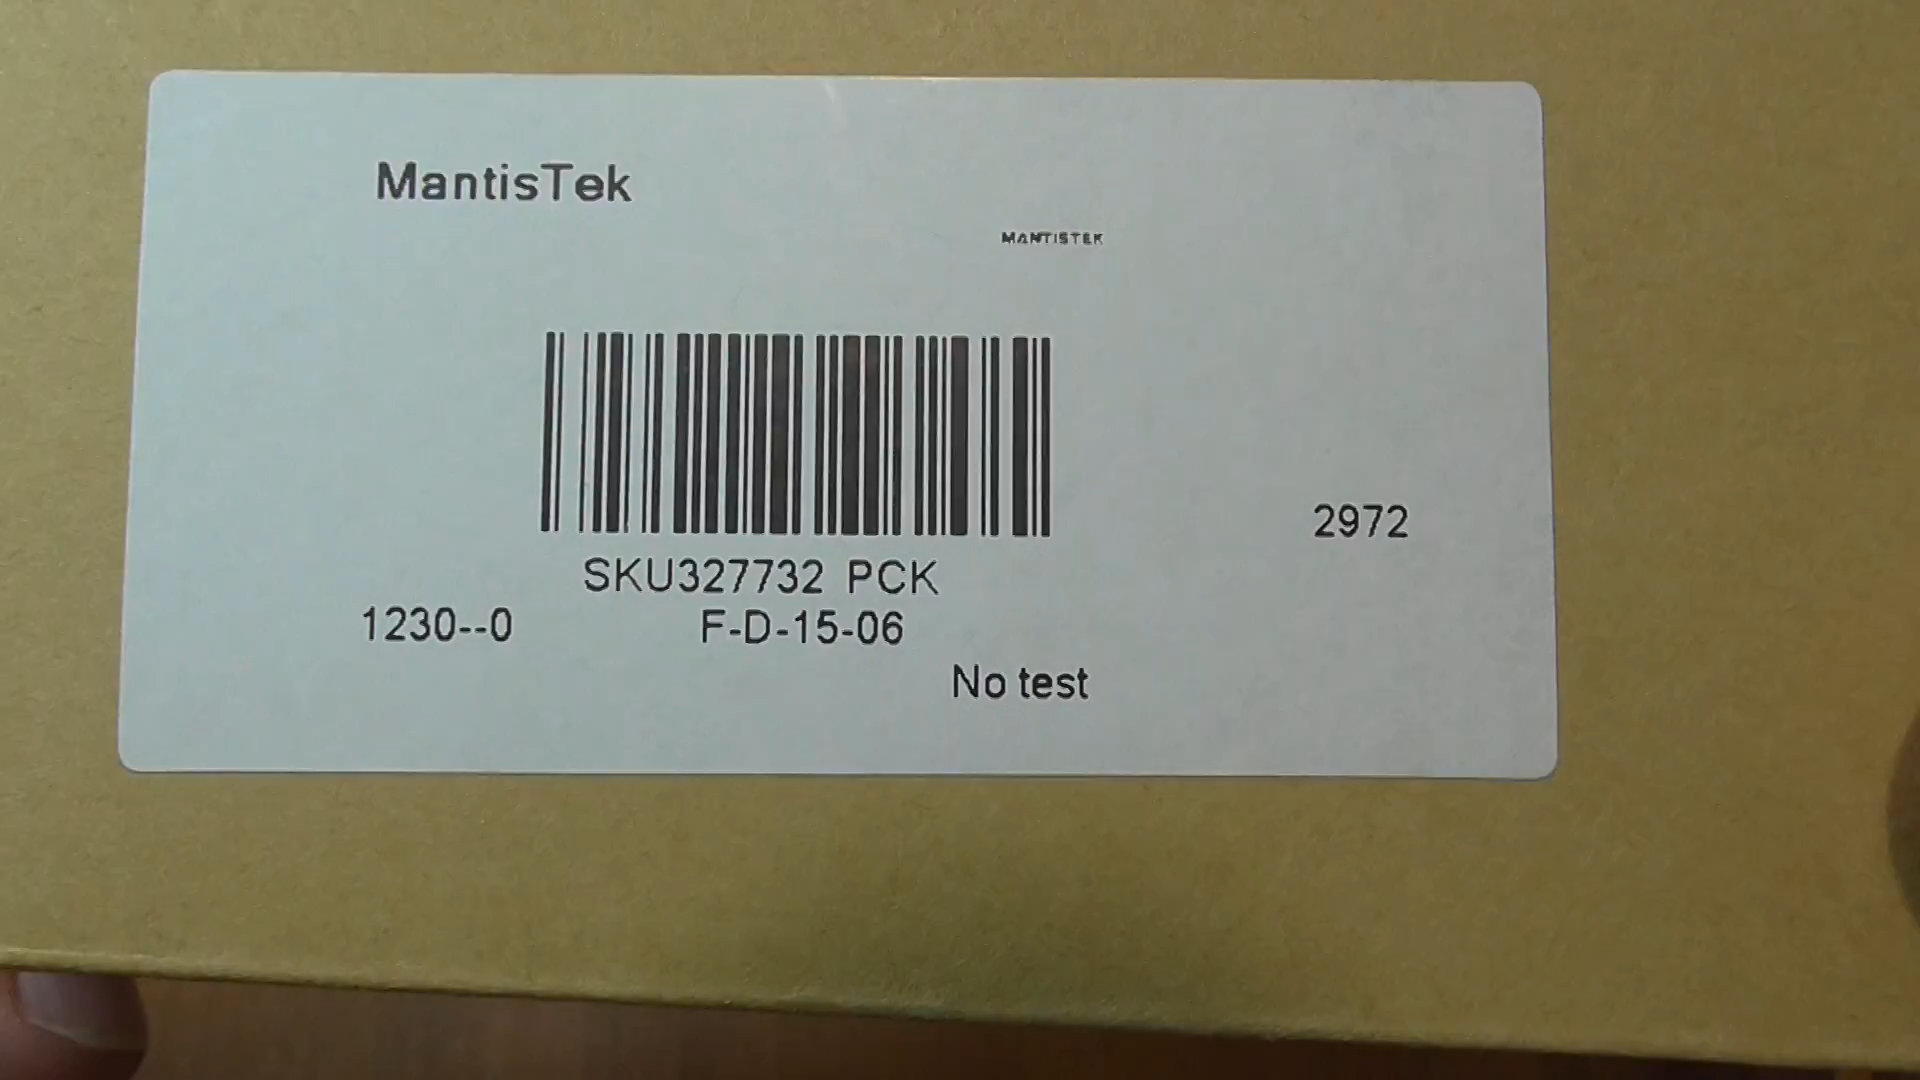 MantisTek
MANTISTEK
2972
SKU327732 PCK
1230--0 F-D-15-06
No test